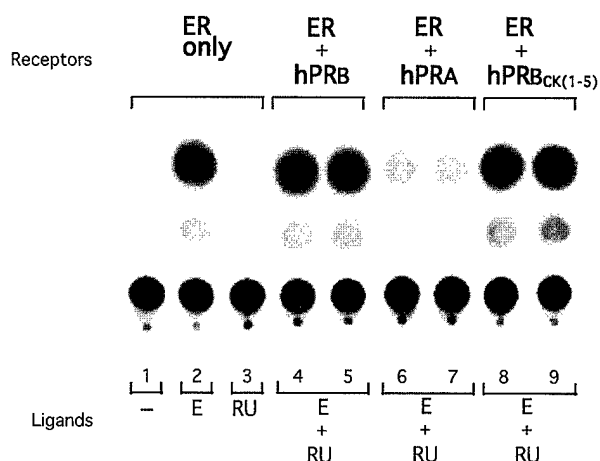 Receptors
ER only
ER + hPRB
ER + hPRA
ER + hPRBCK(1-5)
1 2 3 4 5 6 7 8 9
Ligands
– E RU
E + RU
E + RU
E + RU